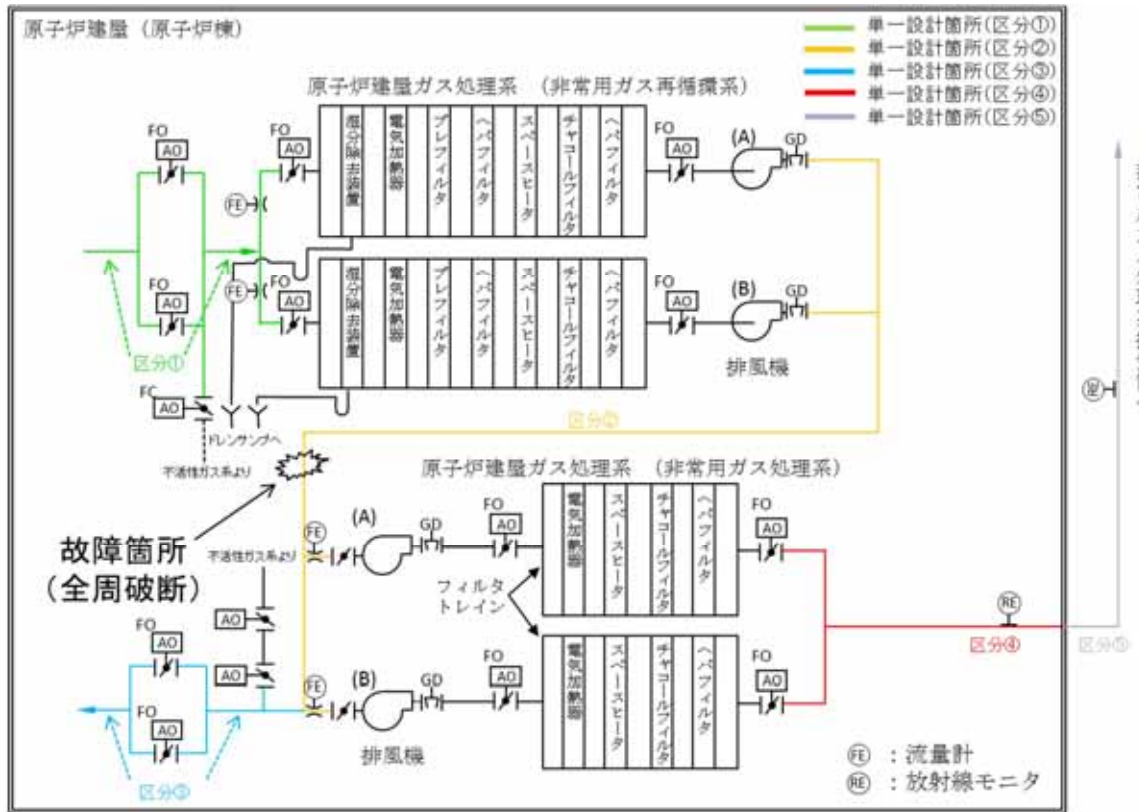 原子炉建屋（原子炉棟）
単一設計箇所(区分①)
単一設計箇所(区分②)
単一設計箇所(区分③)
単一設計箇所(区分④)
単一設計箇所(区分⑤)
原子炉建屋ガス処理系　（非常用ガス再循環系）
FO
AO
FO
AO
湿分除去装置
電気加熱器
プレフィルタ
ヘパフィルタ
スペースヒータ
チャコールフィルタ
ヘパフィルタ
FO
AO
(A)
GD
FE
FO
AO
FE
FO
AO
湿分除去装置
電気加熱器
プレフィルタ
ヘパフィルタ
スペースヒータ
チャコールフィルタ
ヘパフィルタ
FO
AO
(B)
GD
排風機
区分①
FC
AO
ドレンサンプへ
不活性ガス系より
区分②
原子炉建屋ガス処理系　（非常用ガス処理系）
故障箇所
（全周破断）
不活性ガス系より
AO
AO
FE
(A)
GD
FO
AO
電気加熱器
スペースヒータ
チャコールフィルタ
ヘパフィルタ
FO
AO
フィルタ
トレイン
FO
AO
FO
AO
区分③
FE
(B)
GD
排風機
FO
AO
電気加熱器
スペースヒータ
チャコールフィルタ
ヘパフィルタ
FO
AO
RE
区分④
区分⑤
FE ：流量計
RE ：放射線モニタ